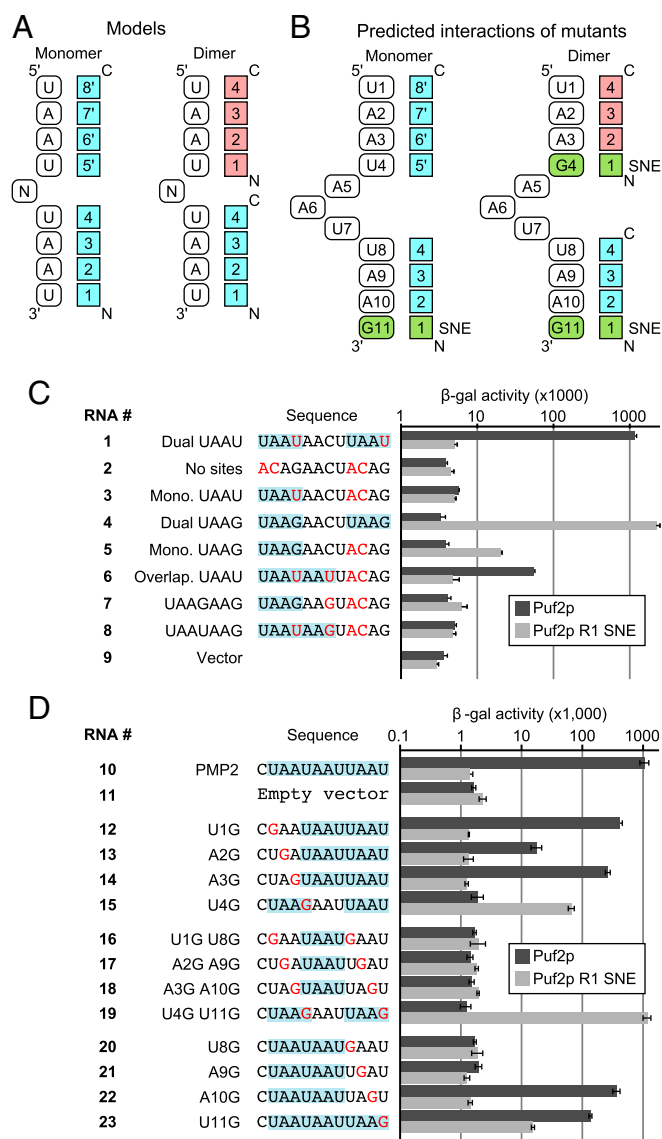 A Models
Monomer Dimer
5' C 5' C
U 8' U 4
A 7' A 3
A 6' A 2
U 5' U 1
N N N
C
U 4 U 4
A 3 A 3
A 2 A 2
U 1 U 1
3' N 3' N
B Predicted interactions of mutants
Monomer Dimer
5' C 5' C
U1 8' U1 4
A2 7' A2 3
A3 6' A3 2
U4 5' G4 1 SNE
A5 A5 N
A6 A6
U7 U7 C
U8 4 U8 4
A9 3 A9 3
A10 2 A10 2
G11 1 SNE G11 1 SNE
3' N 3' N
C
β-gal activity (x1000)
RNA # Sequence 1 10 100 1000
1 Dual UAAU UAAUAACUUAAU
2 No sites ACAGAACUACAG
3 Mono. UAAU UAAUAACUACAG
4 Dual UAAG UAAGAACUUAAG
5 Mono. UAAG UAAGAACUACAG
6 Overlap. UAAU UAAUAAUUACAG
7 UAAGAAG UAAGAAGUACAG
8 UAAUAAG UAAUAAGUACAG
9 Vector
Puf2p
Puf2p R1 SNE
D
β-gal activity (x1,000)
RNA # Sequence 0.1 1 10 100 1000
10 PMP2 CUAAUAAUUAAU
11 Empty vector
12 U1G CGAAUAAUUAAU
13 A2G CUGAUAAUUAAU
14 A3G CUAGUAAUUAAU
15 U4G CUAAGAAUUAAU
16 U1G U8G CGAAUAAUGAAU
17 A2G A9G CUGAUAAUUGAU
18 A3G A10G CUAGUAAUUAGU
19 U4G U11G CUAAGAAUUAAG
20 U8G CUAAUAAUGAAU
21 A9G CUAAUAAUUGAU
22 A10G CUAAUAAUUAGU
23 U11G CUAAUAAUUAAG
Puf2p
Puf2p R1 SNE